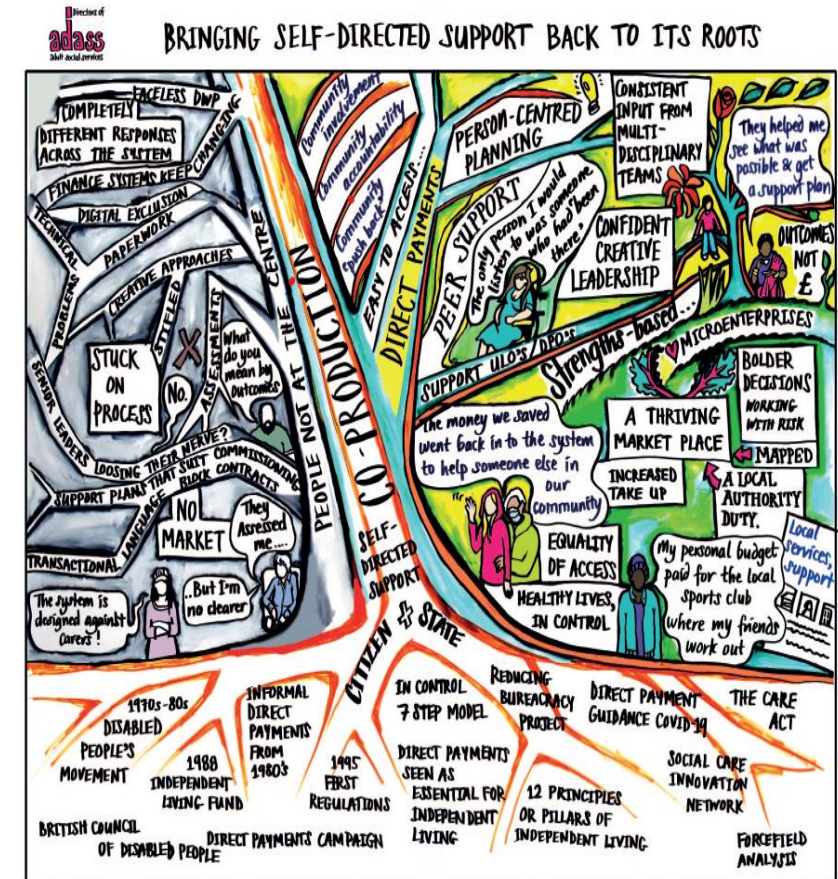 Directors of
adass
adult social services
BRINGING SELF-DIRECTED SUPPORT BACK TO ITS ROOTS
FACELESS DWP
COMPLETELY
DIFFERENT RESPONSES
ACROSS THE SYSTEM
FINANCE SYSTEMS KEEP CHANGING
DIGITAL EXCLUSION
TECHNICAL PROBLEMS
PAPERWORK
CREATIVE APPROACHES
STIFLED
STUCK
ON
PROCESS
No.
ASSESSMENTS
What
do you
mean by
Outcomes
SENSOR LEADERS LOOSING THEIR NERVE?
SUPPORT PLANS THAT SUIT COMMISSIONING
BLOCK CONTRACTS
TRANSACTIONAL LANGUAGE
NO
MARKET
They
Assessed
me....
..But I'm
no clearer
The system is
designed against
carers!
PEOPLE NOT AT THE CENTRE
CO-PRODUCTION
Community
involvement
Community
accountability
Community
"push back"
EASY TO ACCESS....
DIRECT PAYMENTS
PERSON-CENTRED
PLANNING
PEER SUPPORT
"The only person I would
listen to was someone
who had been
there"
CONSISTENT
INPUT FROM
MULTI-
DISCIPLINARY
TEAMS
CONFIDENT
CREATIVE
LEADERSHIP
They helped me
see what was
possible & get
a support plan
OUTCOMES
NOT
£
SUPPORT ULO'S / DPO'S
Strengths-based...
MICROENTERPRISES
A THRIVING
MARKET PLACE
BOLDER
DECISIONS
WORKING
WITH RISK
MAPPED
A LOCAL
AUTHORITY
DUTY.
INCREASED
TAKE UP
The money we saved
went back in to the system
to help someone else in
our
community
EQUALITY
OF ACCESS
HEALTHY LIVES,
IN CONTROL
My personal budget
paid for the local
sports club
where my friends
work out
Local
services,
support
SELF-
DIRECTED
SUPPORT
CITIZEN + STATE
1970s-80s
DISABLED
PEOPLE'S
MOVEMENT
1988
INDEPENDENT
LIVING FUND
INFORMAL
DIRECT
PAYMENTS
FROM
1980's
1995
FIRST
REGULATIONS
IN CONTROL
7 STEP MODEL
DIRECT PAYMENTS
SEEN AS
ESSENTIAL FOR
INDEPENDENT
LIVING
REDUCING
BUREACRACY
PROJECT
12 PRINCIPLES
OR PILLARS OF
INDEPENDENT LIVING
DIRECT PAYMENT
GUIDANCE COVID-19
THE CARE
ACT
SOCIAL CARE
INNOVATION
NETWORK
FORCEFIELD
ANALYSIS
BRITISH COUNCIL
OF DISABLED PEOPLE
DIRECT PAYMENTS CAMPAIGN